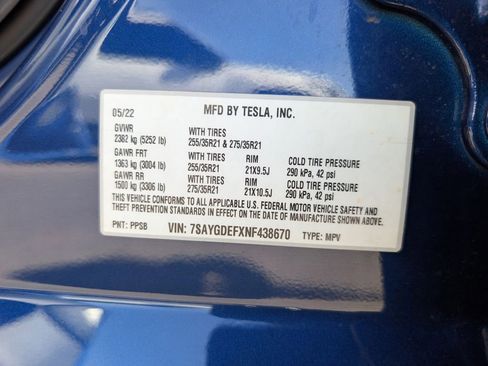 05/22 MFD BY TESLA, INC.
GVWR WITH TIRES
2382 kg (5252 lb) 255/35R21 & 275/35R21
GAWR FRT WITH TIRES RIM COLD TIRE PRESSURE
1363 kg (3004 lb) 255/35R21 21X9.5J 290 kPa, 42 psi
GAWR RR WITH TIRES RIM COLD TIRE PRESSURE
1500 kg (3306 lb) 275/35R21 21X10.5J 290 kPa, 42 psi
THIS VEHICLE CONFORMS TO ALL APPLICABLE
U.S. FEDERAL MOTOR VEHICLE SAFETY AND
THEFT PREVENTION STANDARDS IN EFFECT ON THE DATE OF MANUFACTURE SHOWN ABOVE.
PNT: PPSB VIN: 7SAYGDEFXNF438670 TYPE: MPV